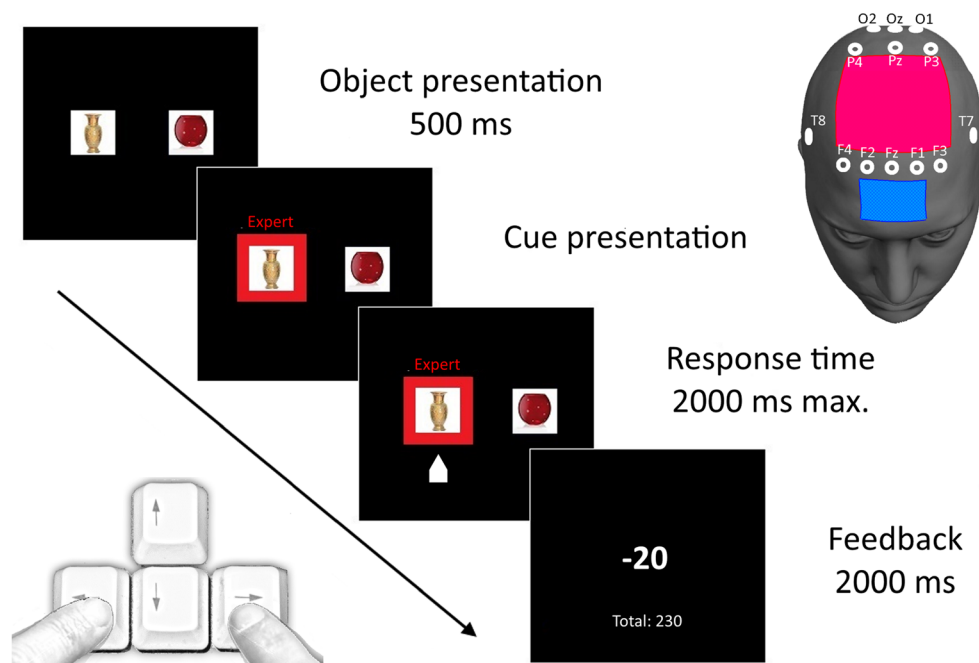 Object presentation
500 ms
Expert
Cue presentation
Expert
Response time
2000 ms max.
-20
Total: 230
Feedback
2000 ms
O2 Oz O1
P4 Pz P3
T8 T7
F4 F2 Fz F1 F3